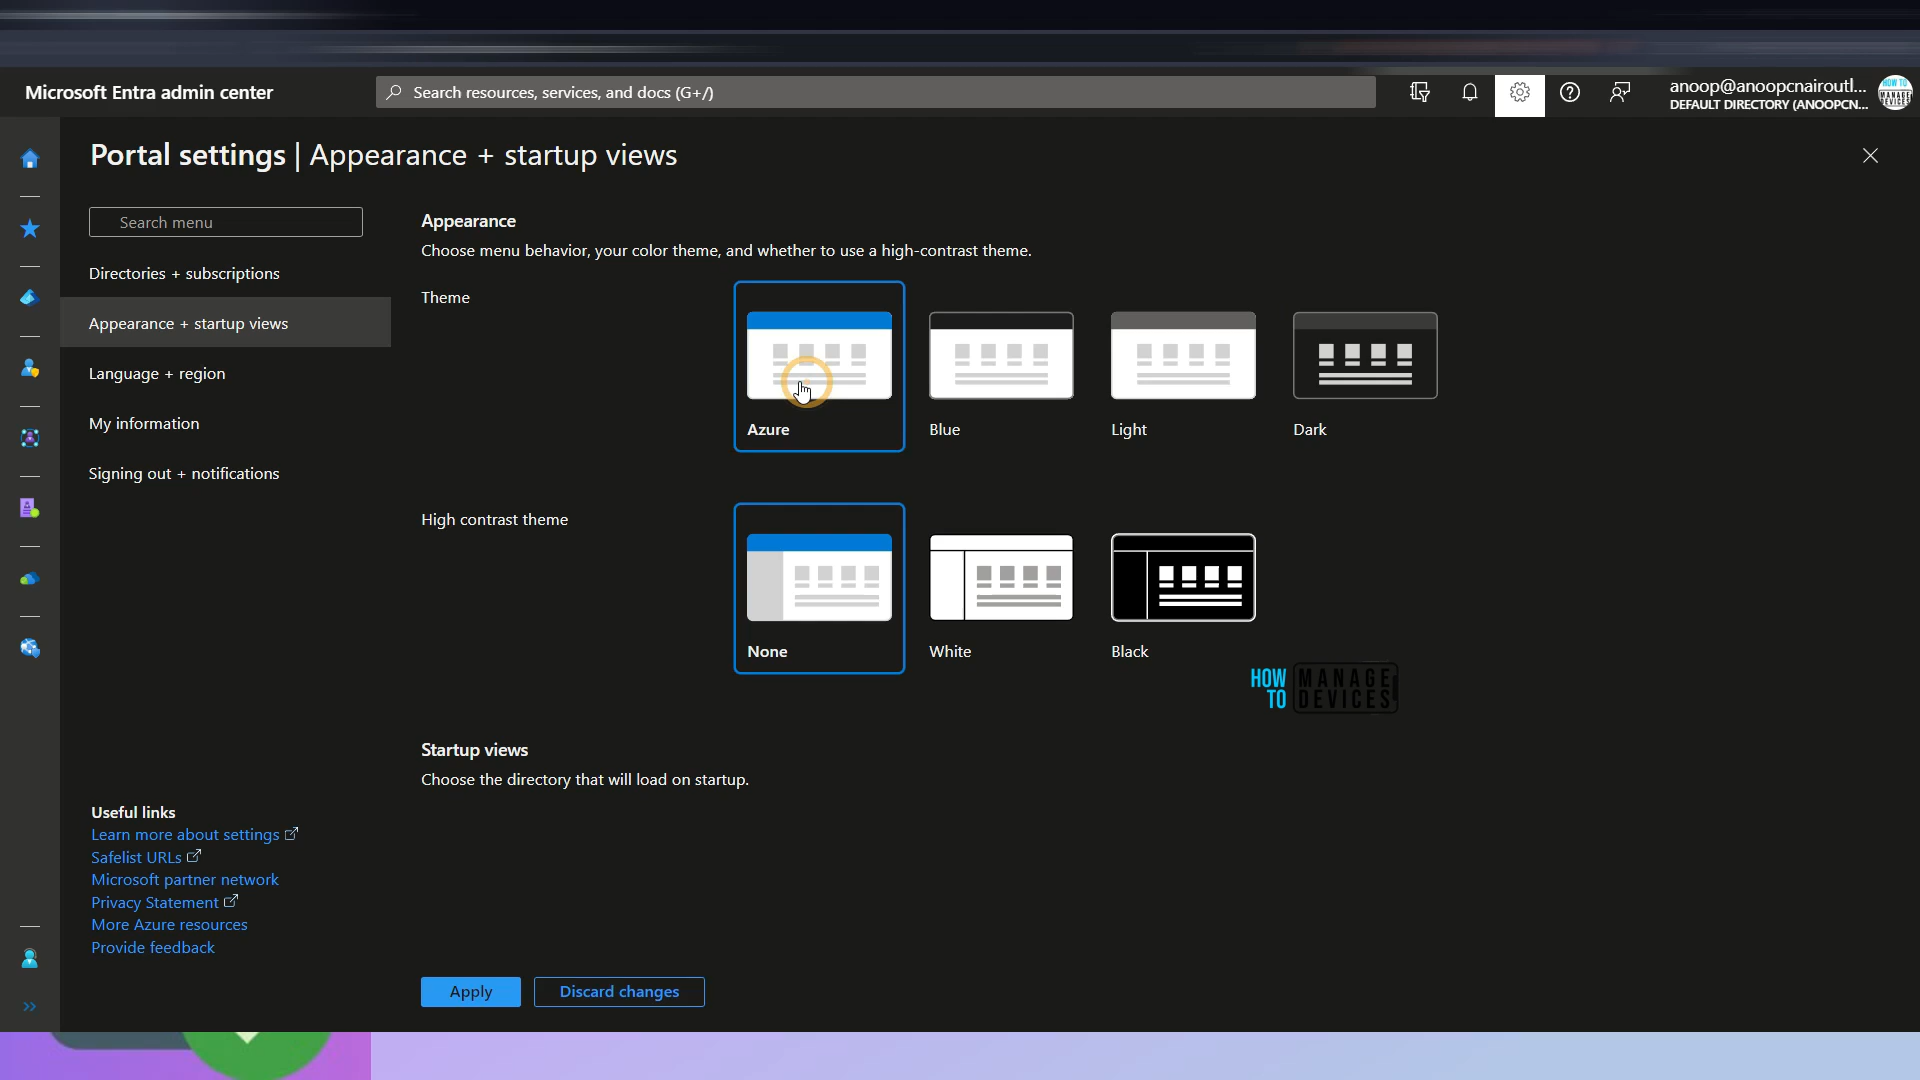 Microsoft Entra admin center
Search resources, services, and docs (G+/)
anoop@anoopcnairoutl...
DEFAULT DIRECTORY (ANOOPCN...
HOW TO
MANAGE
DEVICES
Portal settings | Appearance + startup views
Search menu
Directories + subscriptions
Appearance + startup views
Language + region
My information
Signing out + notifications
Appearance
Choose menu behavior, your color theme, and whether to use a high-contrast theme.
Theme
Azure
Blue
Light
Dark
High contrast theme
None
White
Black
HOW TO
MANAGE
DEVICES
Startup views
Choose the directory that will load on startup.
Useful links
Learn more about settings
Safelist URLs
Microsoft partner network
Privacy Statement
More Azure resources
Provide feedback
Apply
Discard changes